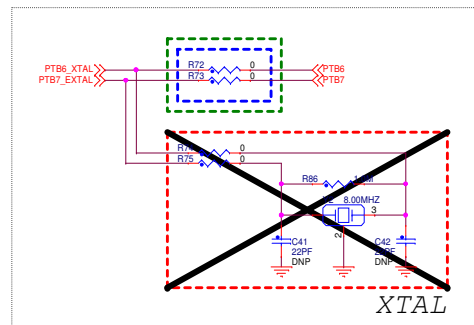 R72 0
PTB6_XTAL PTB6
R73 0
PTB7_EXTAL PTB7
0
R75 0
R86
8.00MHZ
3
2
C41 C42
22PF
DNP
XTAL